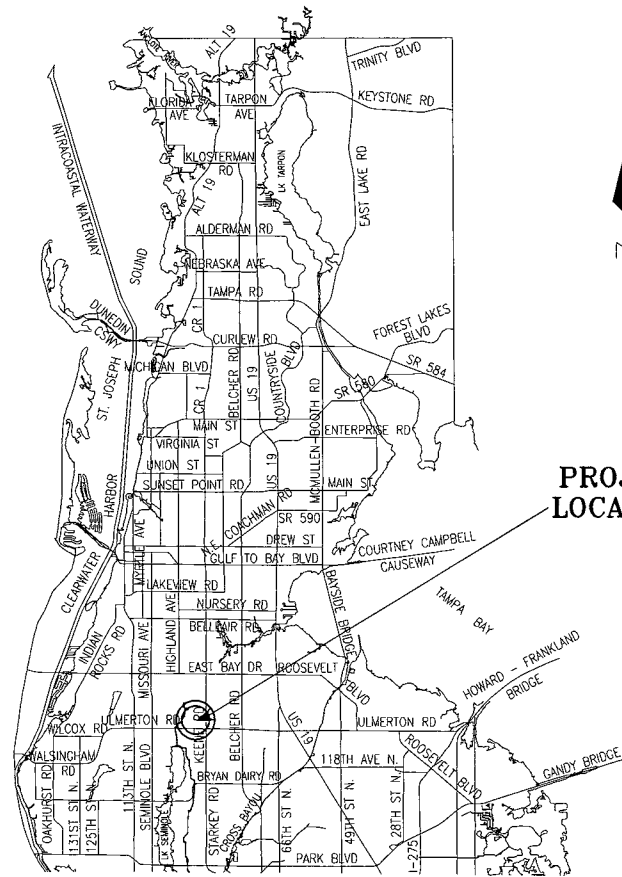 ALT 19
TRINITY BLVD
KEYSTONE RD
FLORIDA
AVE
TARPON
AVE
KLOSTERMAN
RD
LK TARPON
EAST LAKE RD
INTRACOASTAL WATERWAY
ALT 19
ALDERMAN RD
NEBRASKA AVE
SOUND
TAMPA RD
CR 1
DUNEDIN
CSWY
FOREST LAKES
BLVD
CURLEW RD
SR 584
ST. JOSEPH
MICHIGAN BLVD
CR 1
BELCHER RD
US 19
COUNTRYSIDE
BLVD
MCMULLEN-BOOTH RD
SR 580
MAIN ST
ENTERPRISE RD
VIRGINIA ST
UNION ST
SUNSET POINT RD
US 19
MAIN ST
PROJ
LOCA
HARBOR
N.E. COACHMAN RD
SR 590
DREW ST
MYRTLE AVE
GULF TO BAY BLVD
COURTNEY CAMPBELL
CAUSEWAY
CLEARWATER
LAKEVIEW RD
NURSERY RD
BAYSIDE BRIDGE
TAMPA BAY
INDIAN
ROCKS RD
MISSOURI AVE
HIGHLAND AVE
BELLEAIR RD
EAST BAY DR
ROOSEVELT
BLVD
HOWARD - FRANKLAND
BRIDGE
WILCOX RD
ULMERTON RD
KEENE RD
BELCHER RD
US 19
ULMERTON RD
WALSINGHAM
RD
118TH AVE N.
ROOSEVELT BLVD
GANDY BRIDGE
OAKHURST RD
131ST ST N.
125TH ST N.
113TH ST N.
SEMINOLE BLVD
LK SEMINOLE
BRYAN DAIRY RD
STARKEY RD
CROSS BAYOU
66TH ST N.
49TH ST N.
28TH ST N.
I-275
PARK BLVD